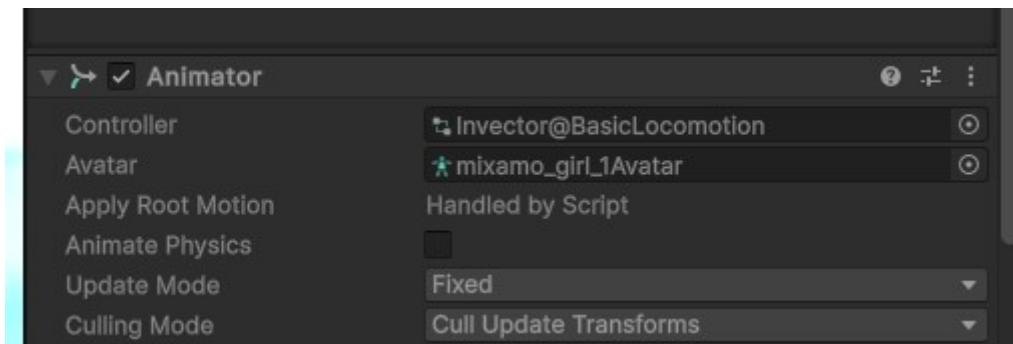 Animator
Controller Invector@BasicLocomotion
Avatar mixamo_girl_1Avatar
Apply Root Motion Handled by Script
Animate Physics
Update Mode Fixed
Culling Mode Cull Update Transforms